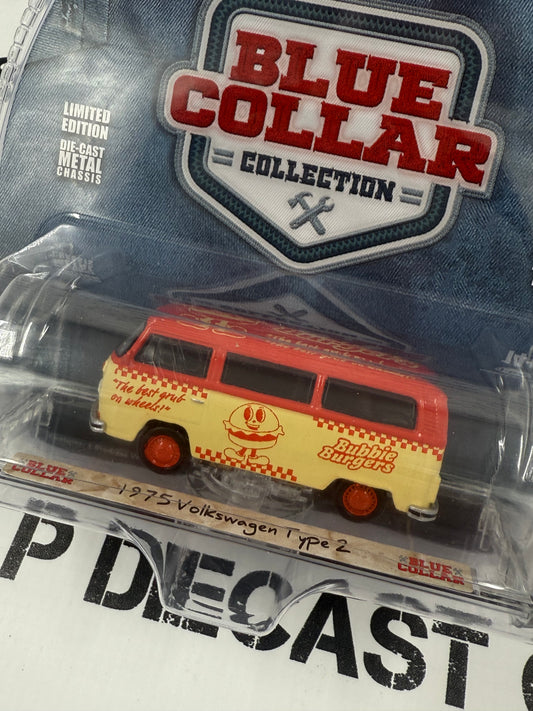 BLUE
COLLAR
COLLECTION
LIMITED
EDITION
DIE-CAST
METAL
CHASSIS
"The best grub
on wheels!"
Bubbie
Burgers
BLUE
COLLAR
1975 Volkswagen Type 2
BLUE
COLLAR
P DIECAST